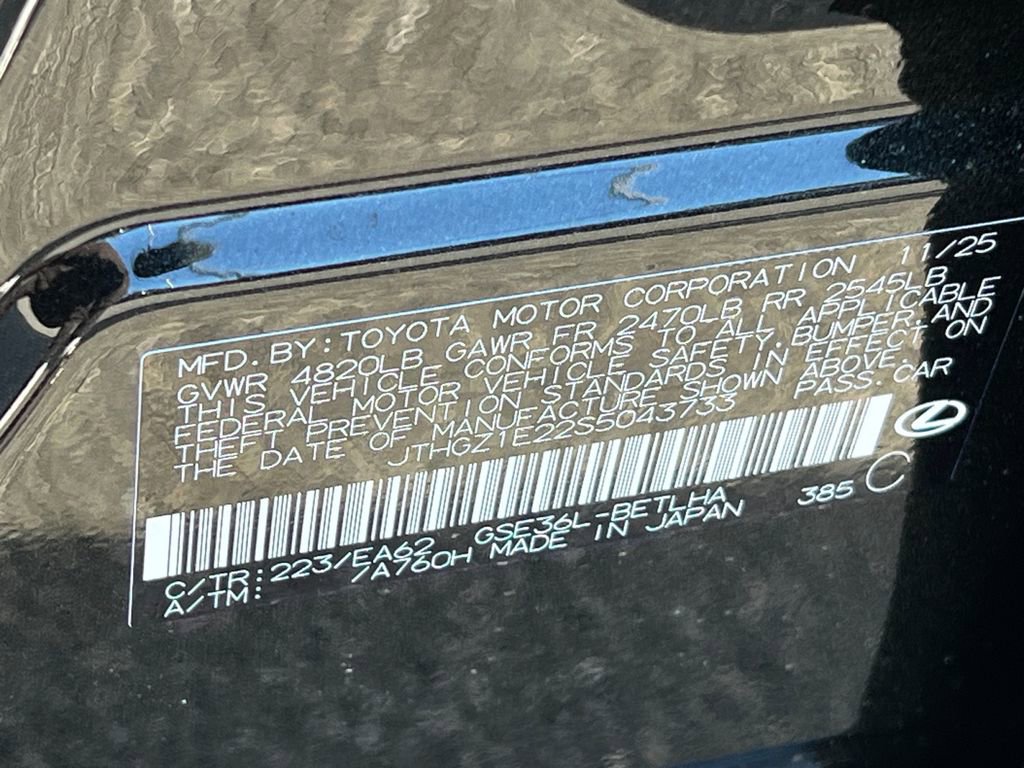 MFD. BY: TOYOTA MOTOR CORPORATION 11/25
GVWR 4820LB GAWR FR 2470LB RR 2545LB
THIS VEHICLE CONFORMS TO ALL APPLICABLE
FEDERAL MOTOR VEHICLE SAFETY, BUMPER, AND
THEFT PREVENTION STANDARDS IN EFFECT ON
THE DATE OF MANUFACTURE SHOWN ABOVE.
JTHGZ1E22S5043733 PASS. CAR
C/TR: 223/EA62 GSE36L-BETLHA 385 C
A/TM: /A760H MADE IN JAPAN